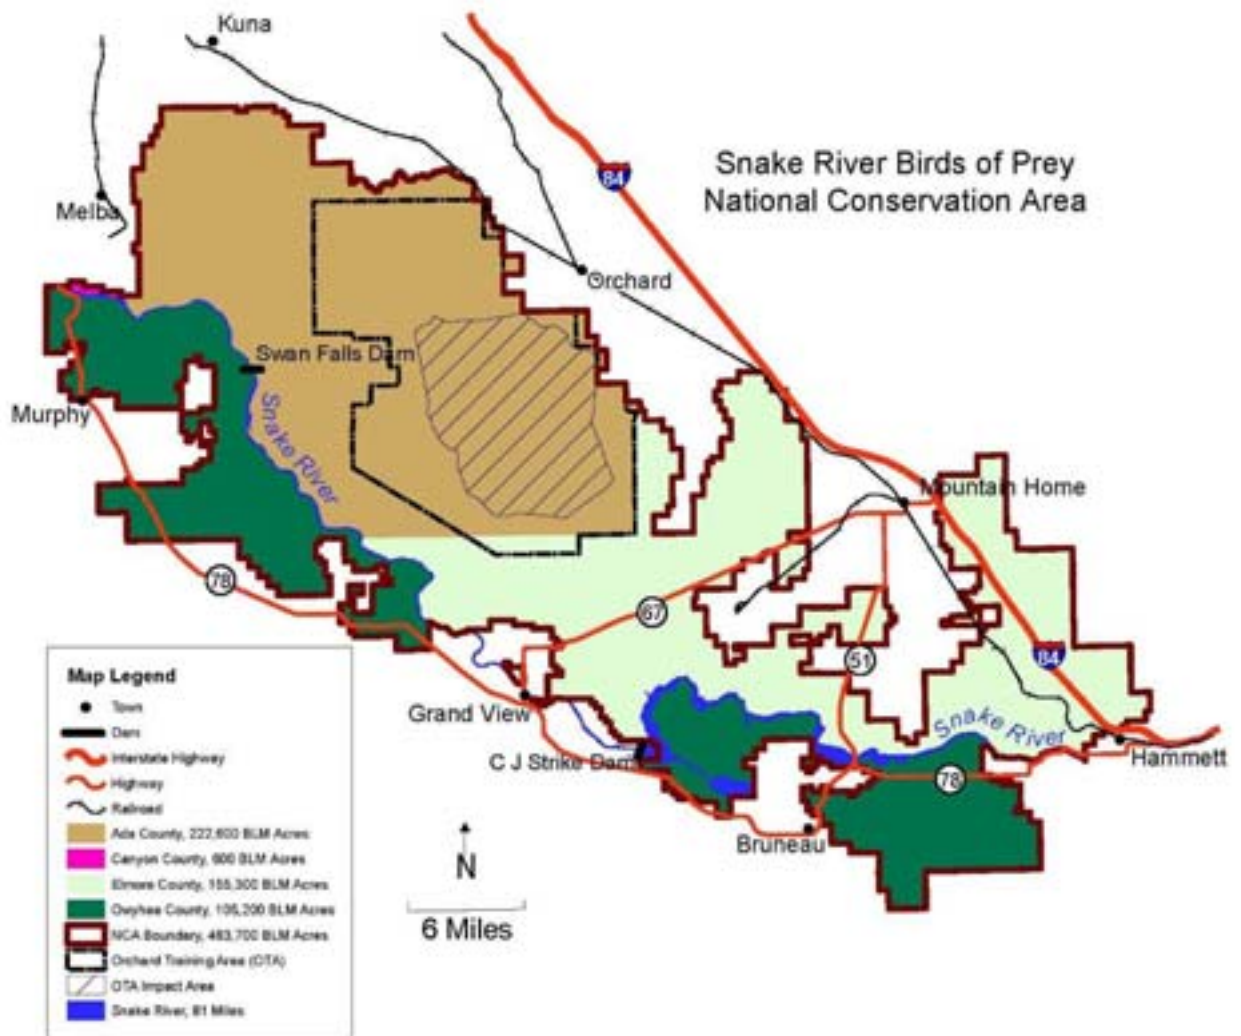 Kuna
Snake River Birds of Prey
National Conservation Area
84
Melba
Orchard
Swan Falls Dam
Murphy
Snake River
Mountain Home
78
67
51
84
Grand View
Snake River
C J Strike Dam
Hammett
78
Bruneau
N
6 Miles
Map Legend
Town
Dam
Interstate Highway
Highway
Railroad
Ada County, 222,600 BLM Acres
Canyon County, 600 BLM Acres
Elmore County, 155,300 BLM Acres
Owyhee County, 105,200 BLM Acres
NCA Boundary, 483,700 BLM Acres
Orchard Training Area (OTA)
OTA Impact Area
Snake River, 81 Miles